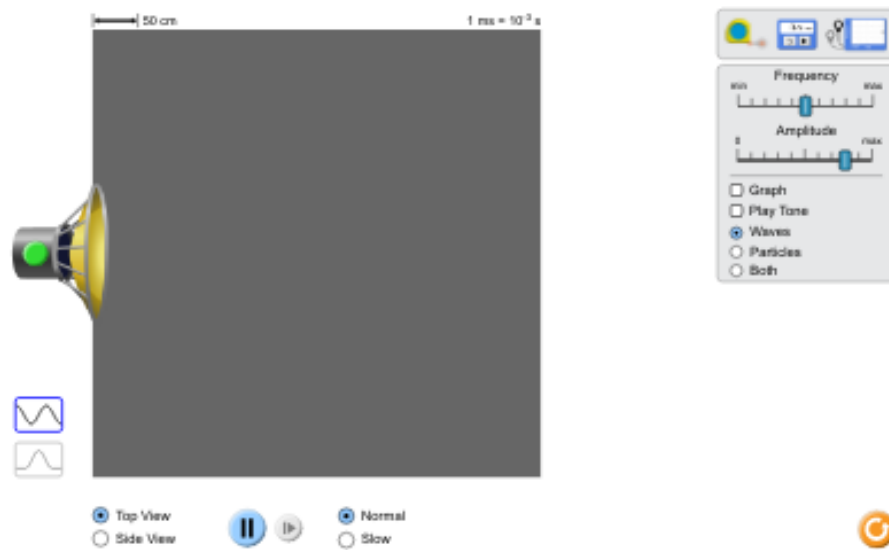 50 cm
1 ms = 10⁻³ s
Frequency
min max
Amplitude
0 max
Graph
Play Tone
Waves
Particles
Both
Top View
Side View
Normal
Slow